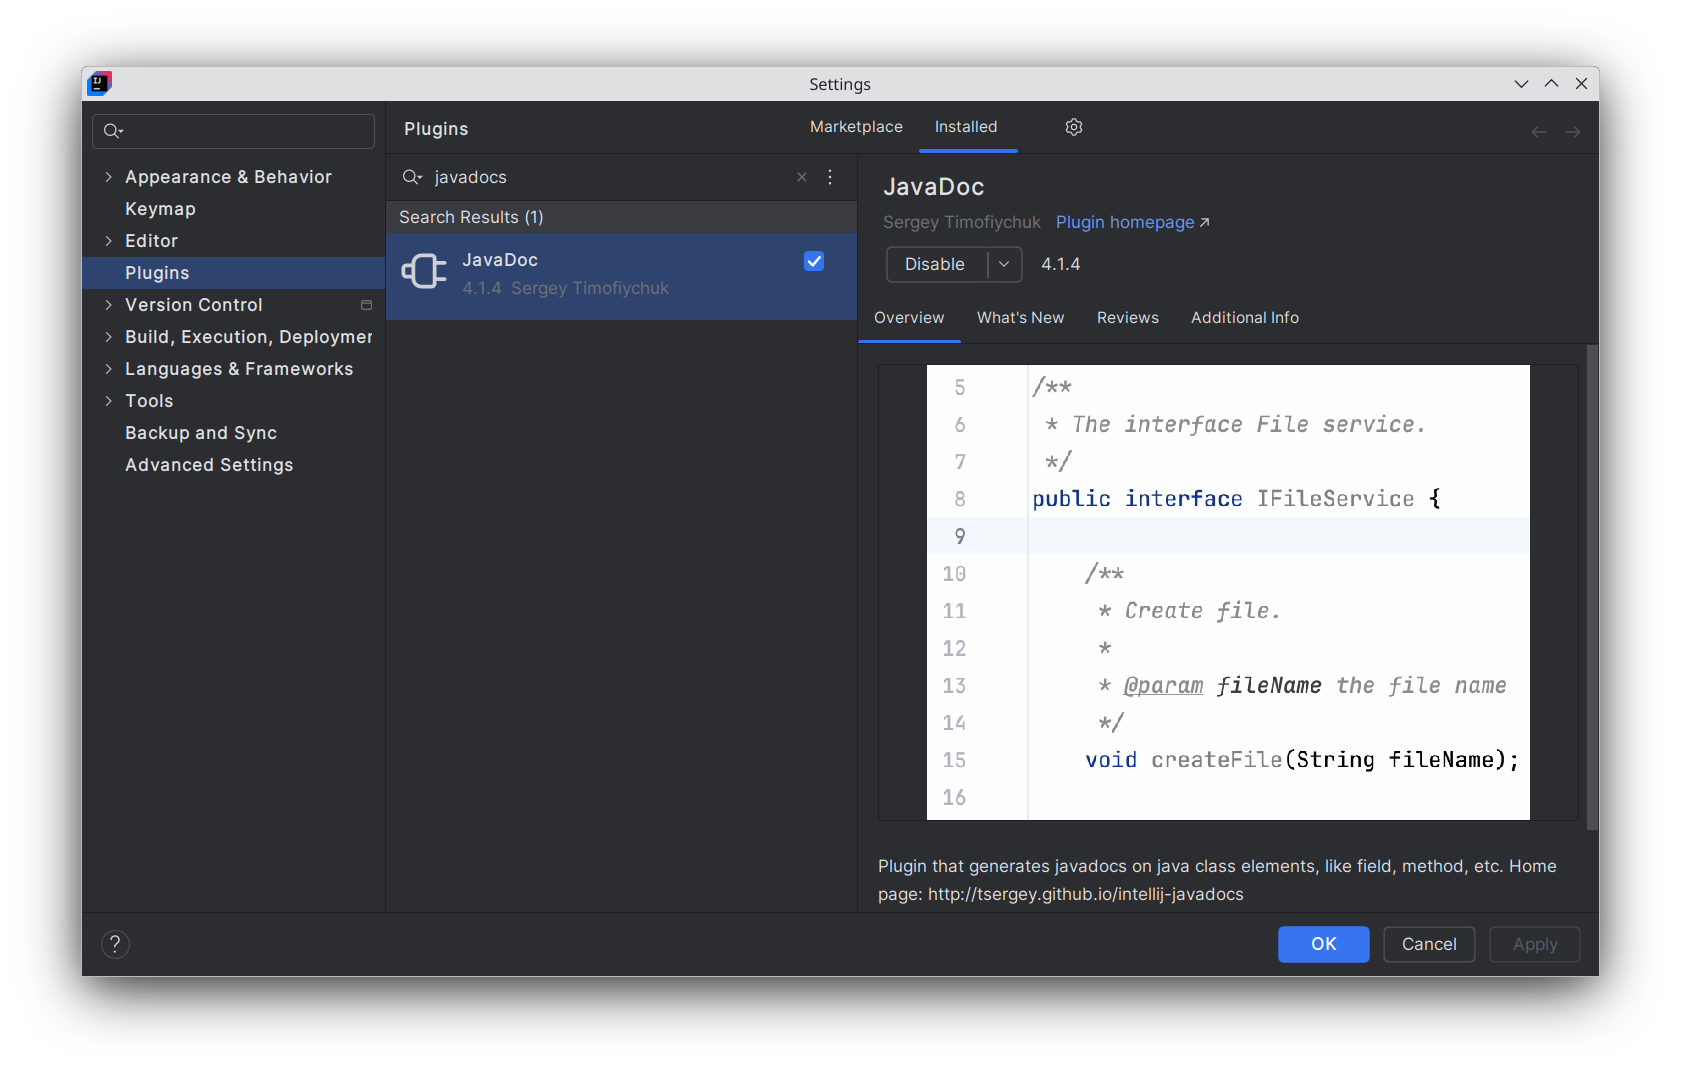 IJ
Settings
Plugins
Marketplace
Installed
Appearance & Behavior
Keymap
Editor
Plugins
Version Control
Build, Execution, Deploymer
Languages & Frameworks
Tools
Backup and Sync
Advanced Settings
javadocs
Search Results (1)
JavaDoc
4.1.4 Sergey Timofiychuk
JavaDoc
Sergey Timofiychuk Plugin homepage ↗
Disable
4.1.4
Overview
What's New
Reviews
Additional Info
5 /**
6 * The interface File service.
7 */
8 public interface IFileService {
9
10 /**
11 * Create file.
12 *
13 * @param fileName the file name
14 */
15 void createFile(String fileName);
16
Plugin that generates javadocs on java class elements, like field, method, etc. Home
page: http://tsergey.github.io/intellij-javadocs
?
OK
Cancel
Apply